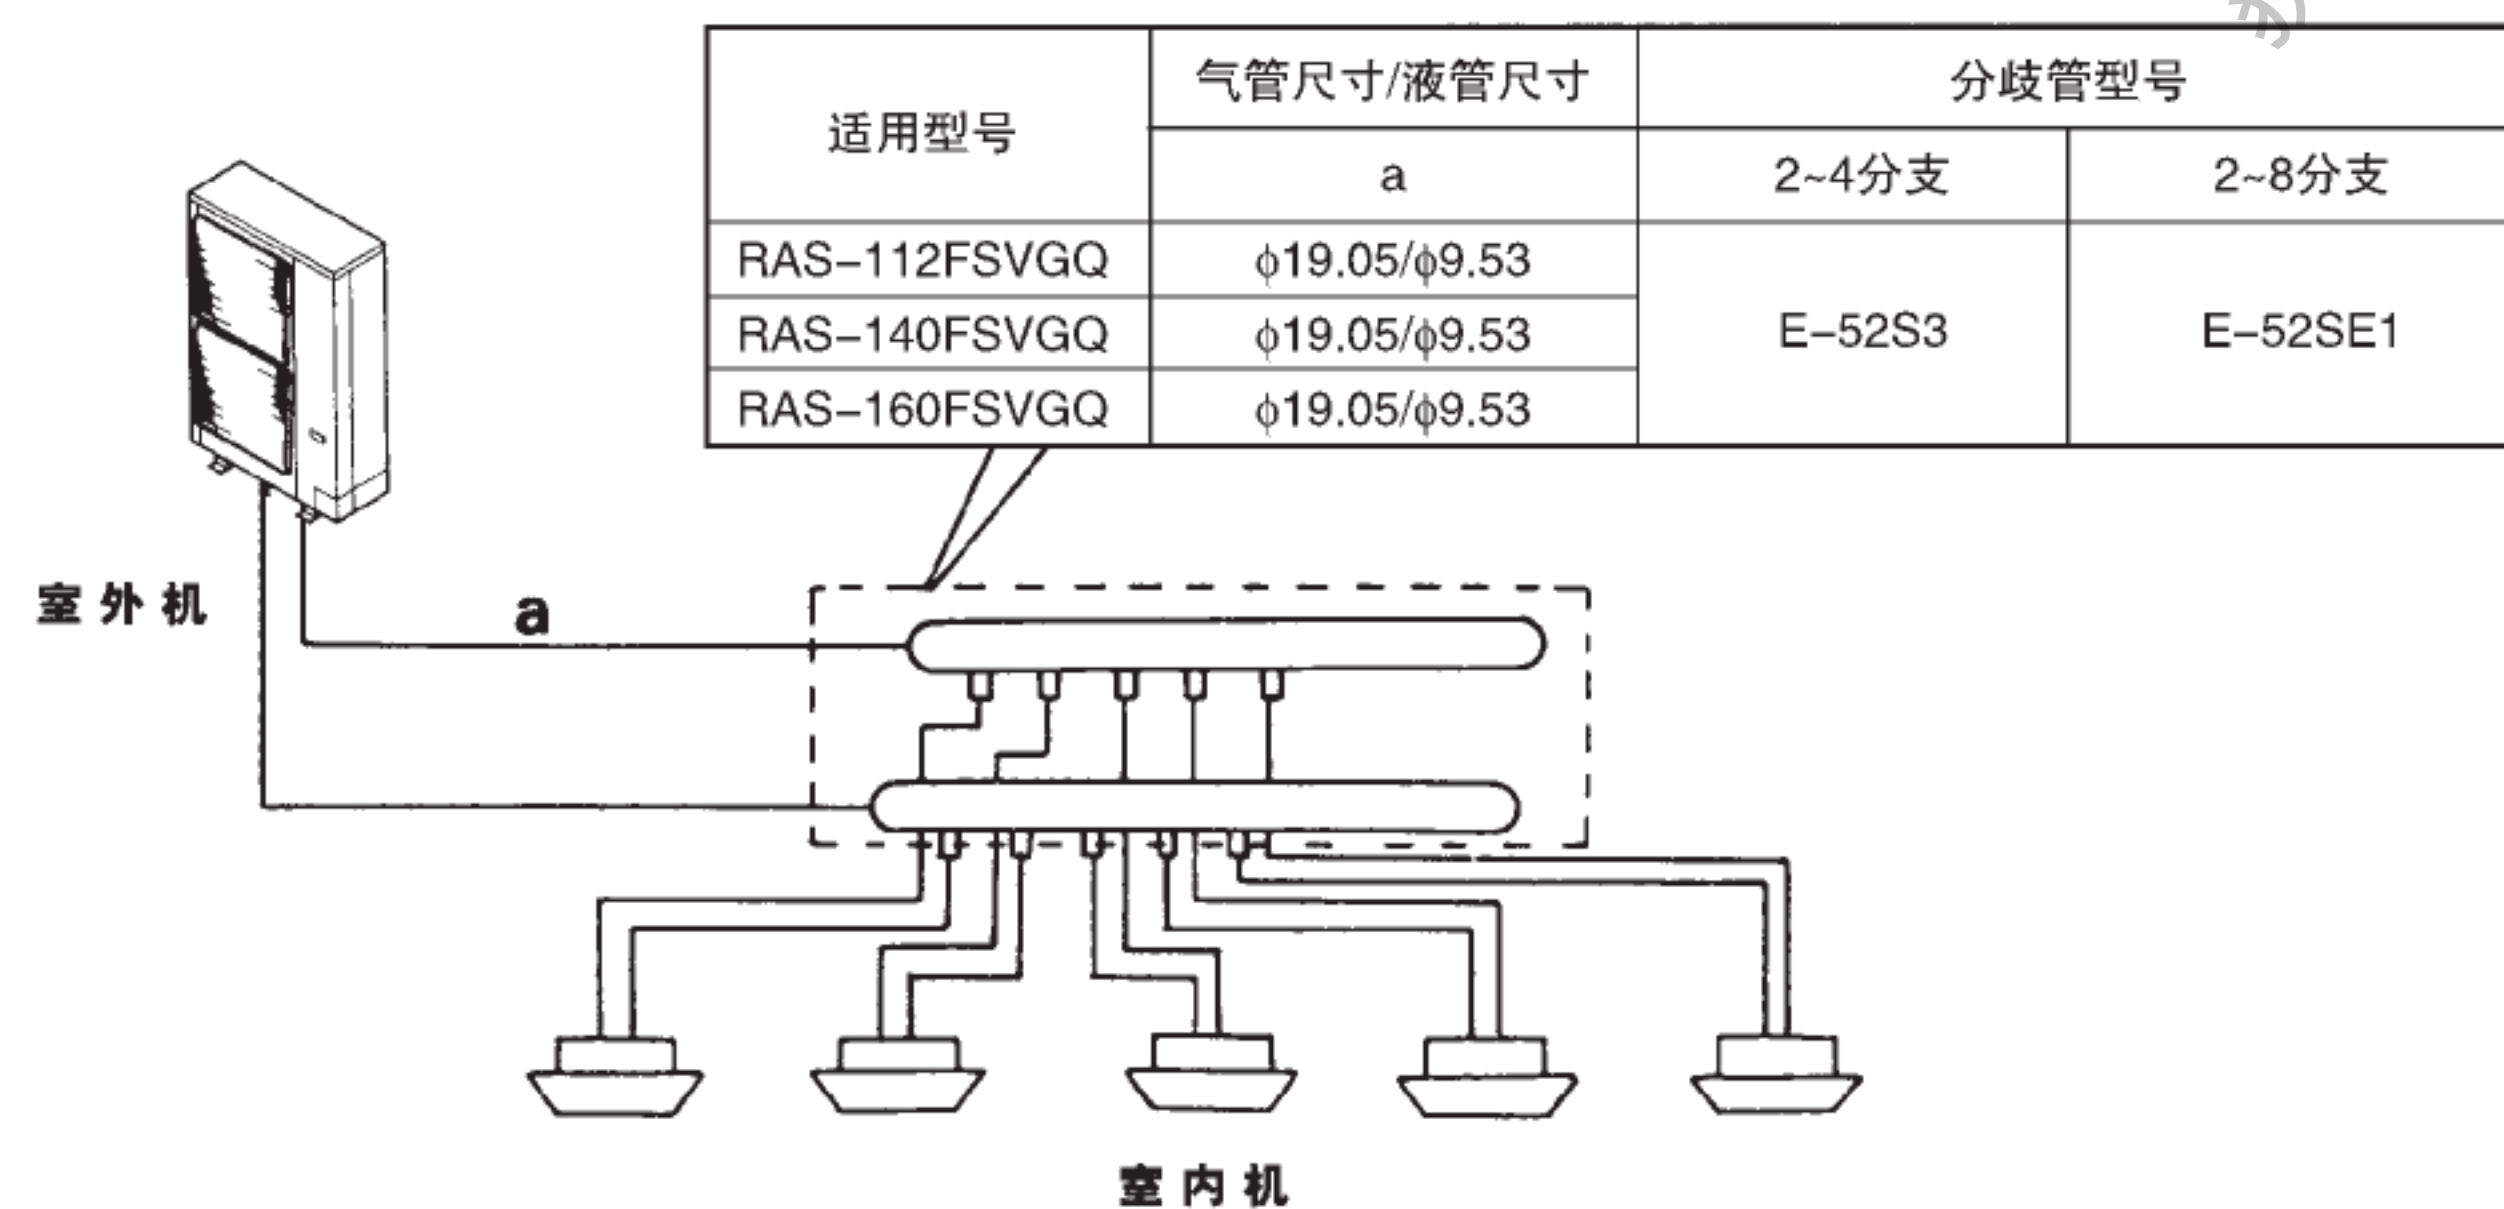 适用型号 气管尺寸/液管尺寸 分歧管型号
a 2~4分支 2~8分支
RAS-112FSVGQ ϕ19.05/ϕ9.53
RAS-140FSVGQ ϕ19.05/ϕ9.53 E-52S3 E-52SE1
RAS-160FSVGQ ϕ19.05/ϕ9.53
室外机
a
室内机